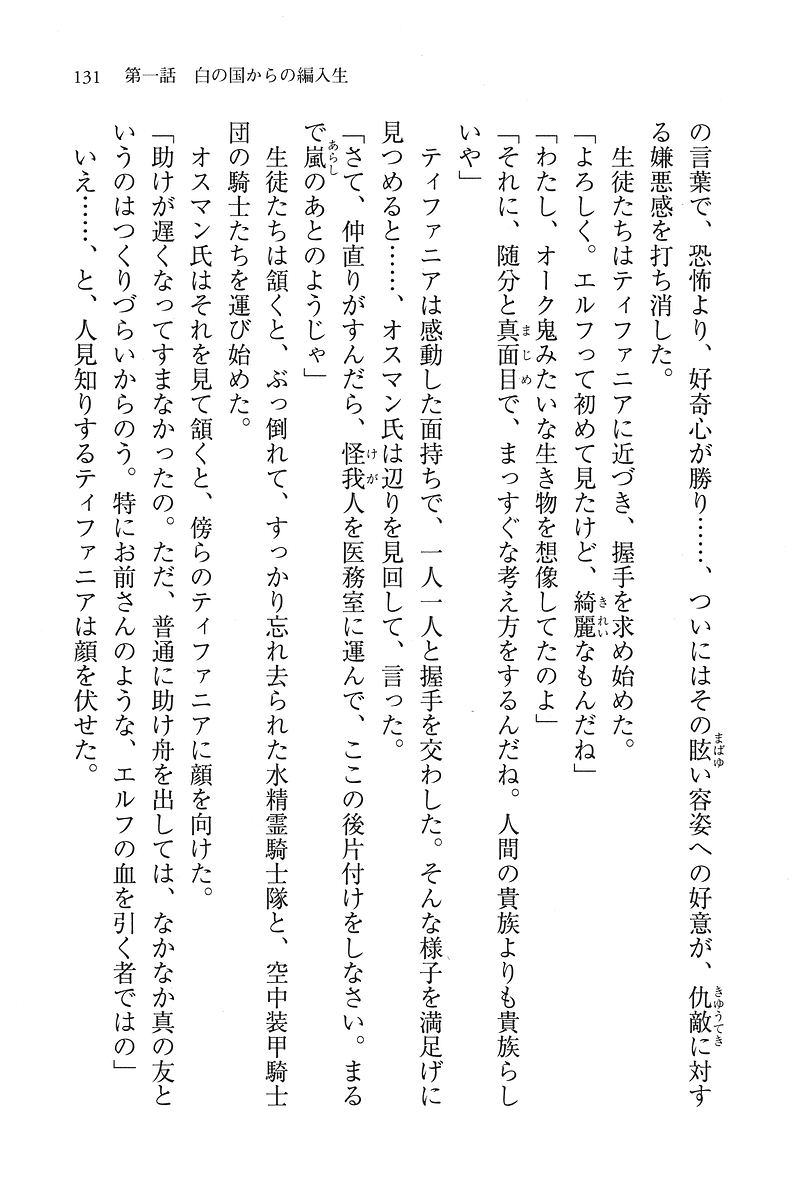 131 第一話 白の国からの編入生
の言葉で、恐怖より、好奇心が勝り……、ついにはその眩い容姿への好意が、仇敵に対す
る嫌悪感を打ち消した。
生徒たちはティファニアに近づき、握手を求め始めた。
「よろしく。エルフって初めて見たけど、綺麗なもんだね」
「わたし、オーク鬼みたいな生き物を想像してたのよ」
「それに、随分と真面目で、まっすぐな考え方をするんだね。人間の貴族よりも貴族らし
いや」
ティファニアは感動した面持ちで、一人一人と握手を交わした。そんな様子を満足げに
見つめると……、オスマン氏は辺りを見回して、言った。
「さて、仲直りがすんだら、怪我人を医務室に運んで、ここの後片付けをしなさい。まる
で嵐のあとのようじゃ」
生徒たちは頷くと、ぶっ倒れて、すっかり忘れ去られた水精霊騎士隊と、空中装甲騎士
団の騎士たちを運び始めた。
オスマン氏はそれを見て頷くと、傍らのティファニアに顔を向けた。
「助けが遅くなってすまなかったの。ただ、普通に助け舟を出しては、なかなか真の友と
いうのはつくりづらいからのう。特にお前さんのような、エルフの血を引く者ではの」
いえ……、と、人見知りするティファニアは顔を伏せた。